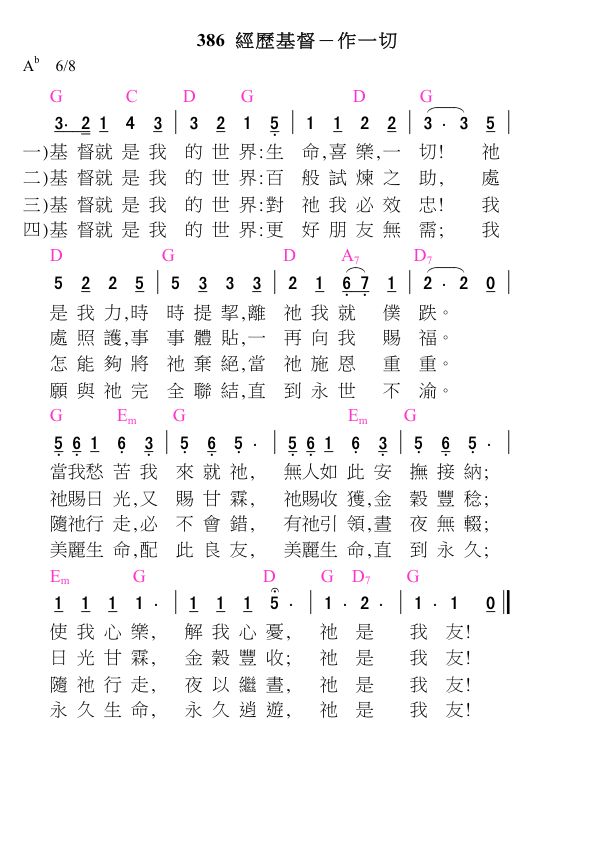 386 經歷基督－作一切
A♭ 6/8
G C D G D G
3· 2 1 4 3 | 3 2 1 5 | 1 1 2 2 | 3 · 3 5 |
一)基 督就 是 我 的 世 界:生 命,喜 樂,一 切! 祂
二)基 督就 是 我 的 世 界:百 般 試 煉 之 助, 處
三)基 督就 是 我 的 世 界:對 祂 我 必 效 忠! 我
四)基 督就 是 我 的 世 界:更 好 朋 友 無 需; 我
D G D A7 D7
5 2 2 5 | 5 3 3 3 | 2 1 6 7 1 | 2 · 2 0 |
是 我 力,時 時 提 挈,離 祂 我 就 僕 跌。
處 照 護,事 事 體 貼,一 再 向 我 賜 福。
怎 能 夠 將 祂 棄 絕,當 祂 施 恩 重 重。
願 與 祂 完 全 聯 結,直 到 永 世 不 渝。
G Em G Em G
5 6 1 6 3 | 5 6 5 · | 5 6 1 6 3 | 5 6 5 · |
當我愁 苦 我 來 就 祂, 無人如 此 安 撫 接 納;
祂賜日 光,又 賜 甘 霖, 祂賜收 獲,金 穀 豐 稔;
隨祂行 走,必 不 會 錯, 有祂引 領,晝 夜 無 輟;
美麗生 命,配 此 良 友, 美麗生 命,直 到 永 久;
Em G D G D7 G
1 1 1 1 · | 1 1 1 5 · | 1 · 2 · | 1 · 1 0 ‖
使 我 心 樂, 解 我 心 憂, 祂 是 我 友!
日 光 甘 霖, 金 穀 豐 收; 祂 是 我 友!
隨 祂 行 走, 夜 以 繼 晝, 祂 是 我 友!
永 久 生 命, 永 久 逍 遊, 祂 是 我 友!